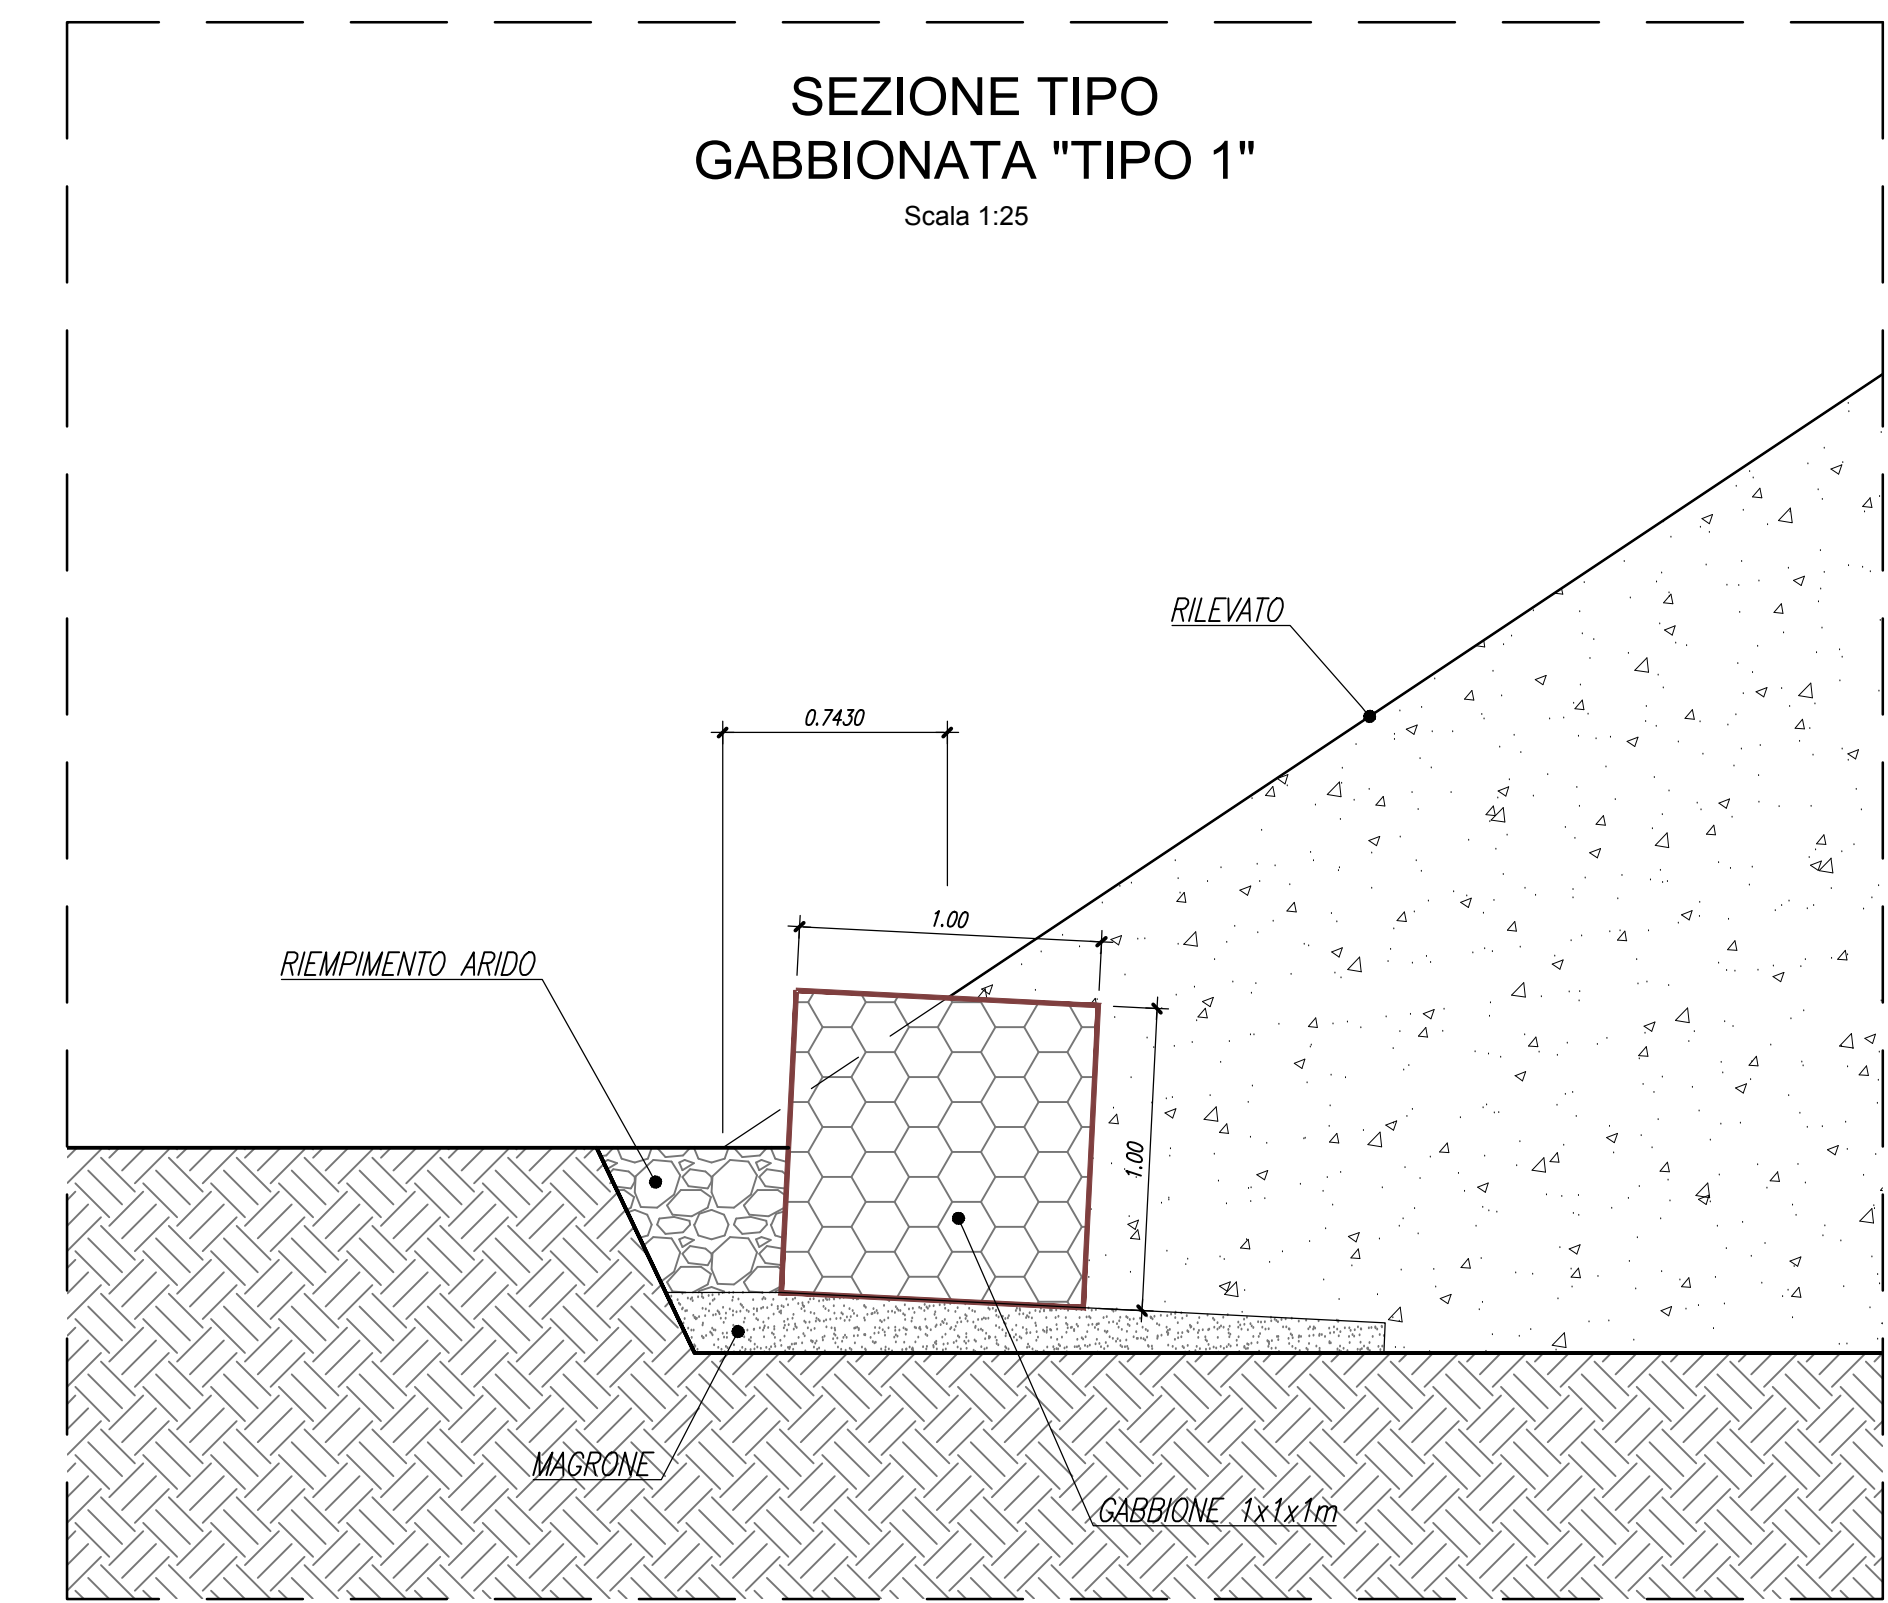 SEZIONE TIPO
GABBIONATA "TIPO 1"
Scala 1:25
RILEVATO
0.7430
1.00
RIEMPIMENTO ARIDO
1.00
MAGRONE
GABBIONE 1x1x1m